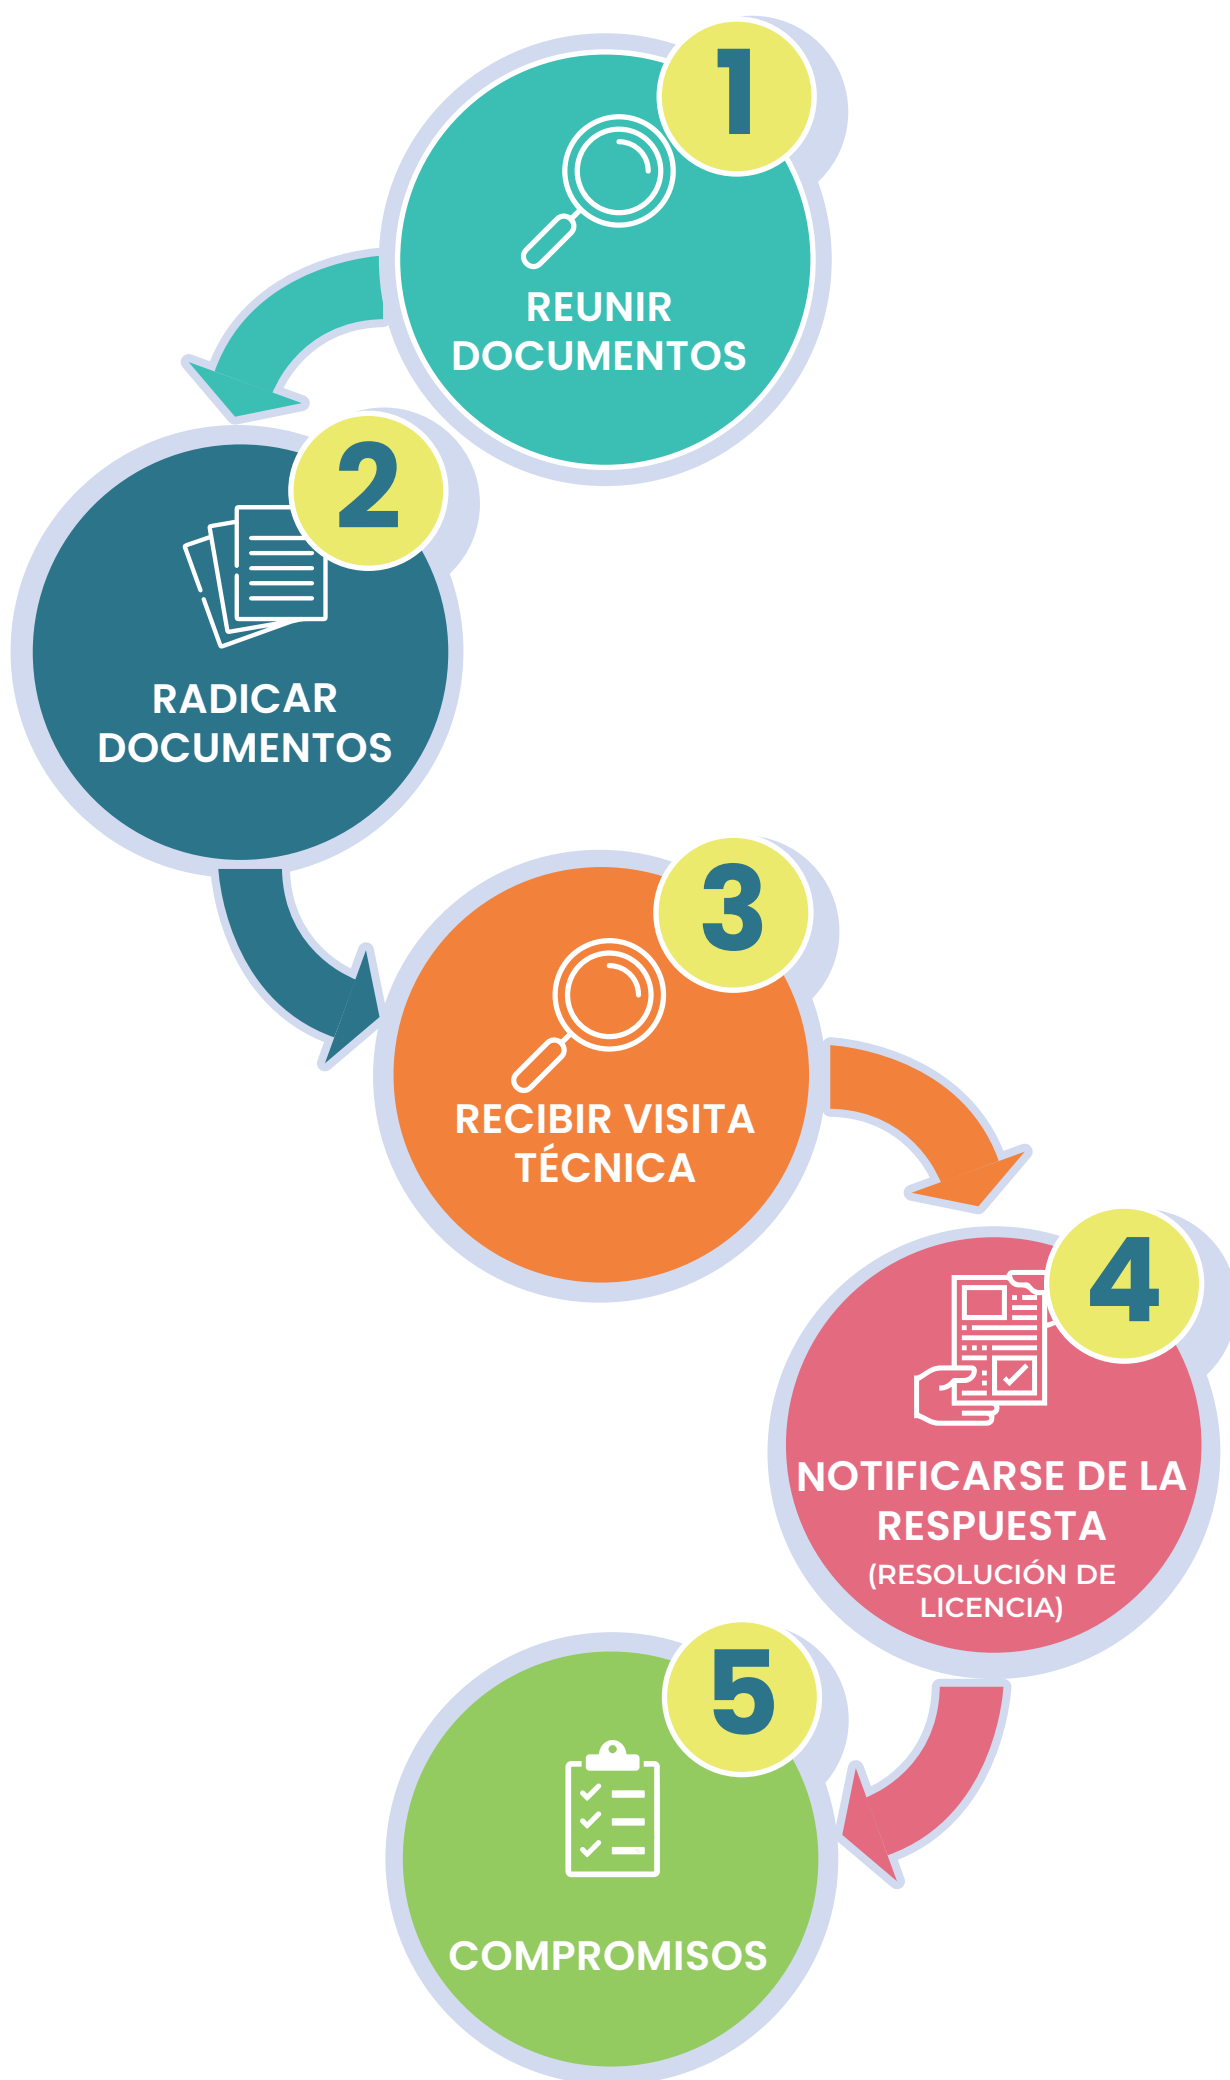 1
REUNIR
DOCUMENTOS
2
RADICAR
DOCUMENTOS
3
RECIBIR VISITA
TÉCNICA
4
NOTIFICARSE DE LA
RESPUESTA
(RESOLUCIÓN DE
LICENCIA)
5
COMPROMISOS